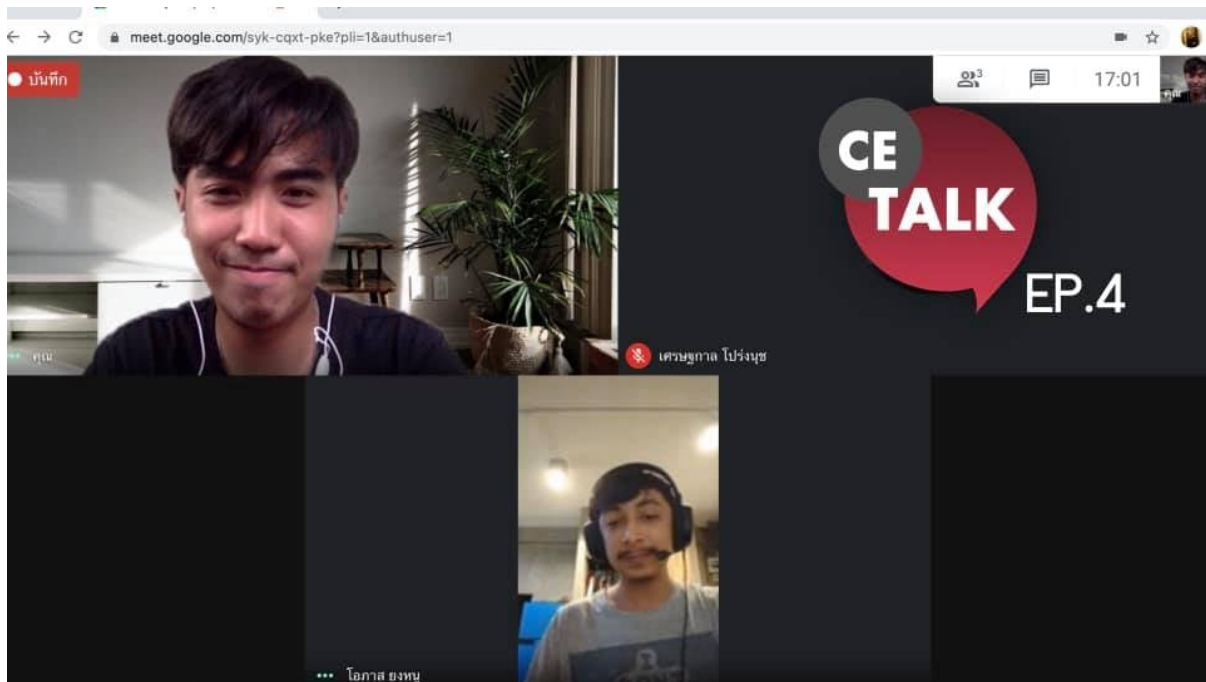 meet.google.com/syk-cqxt-pke?pli=1&authuser=1
บันทึก
3
17:01
คุณ
CE
TALK
EP.4
คุณ
เศรษฐกาล โปร่งนุช
โอภาส ยงหนู